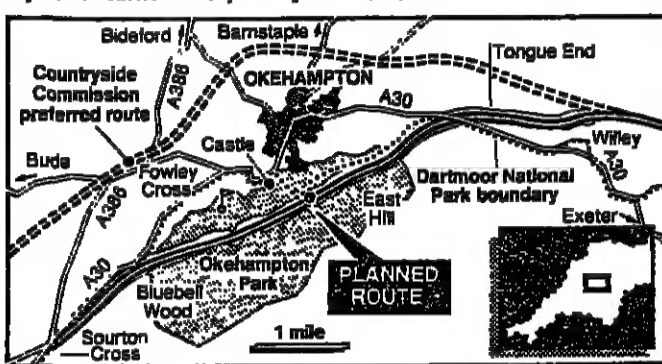 Bideford
Barnstaple
Tongue End
Countryside
Commission
preferred route
A386
OKEHAMPTON
A30
Castle
Willey
Bude
Fowley
Cross
Dartmoor National
Park boundary
A30
A386
East
Hill
Exeter
A30
Okehampton
Park
PLANNED
ROUTE
Bluebell
Wood
1 mile
Sourton
Cross